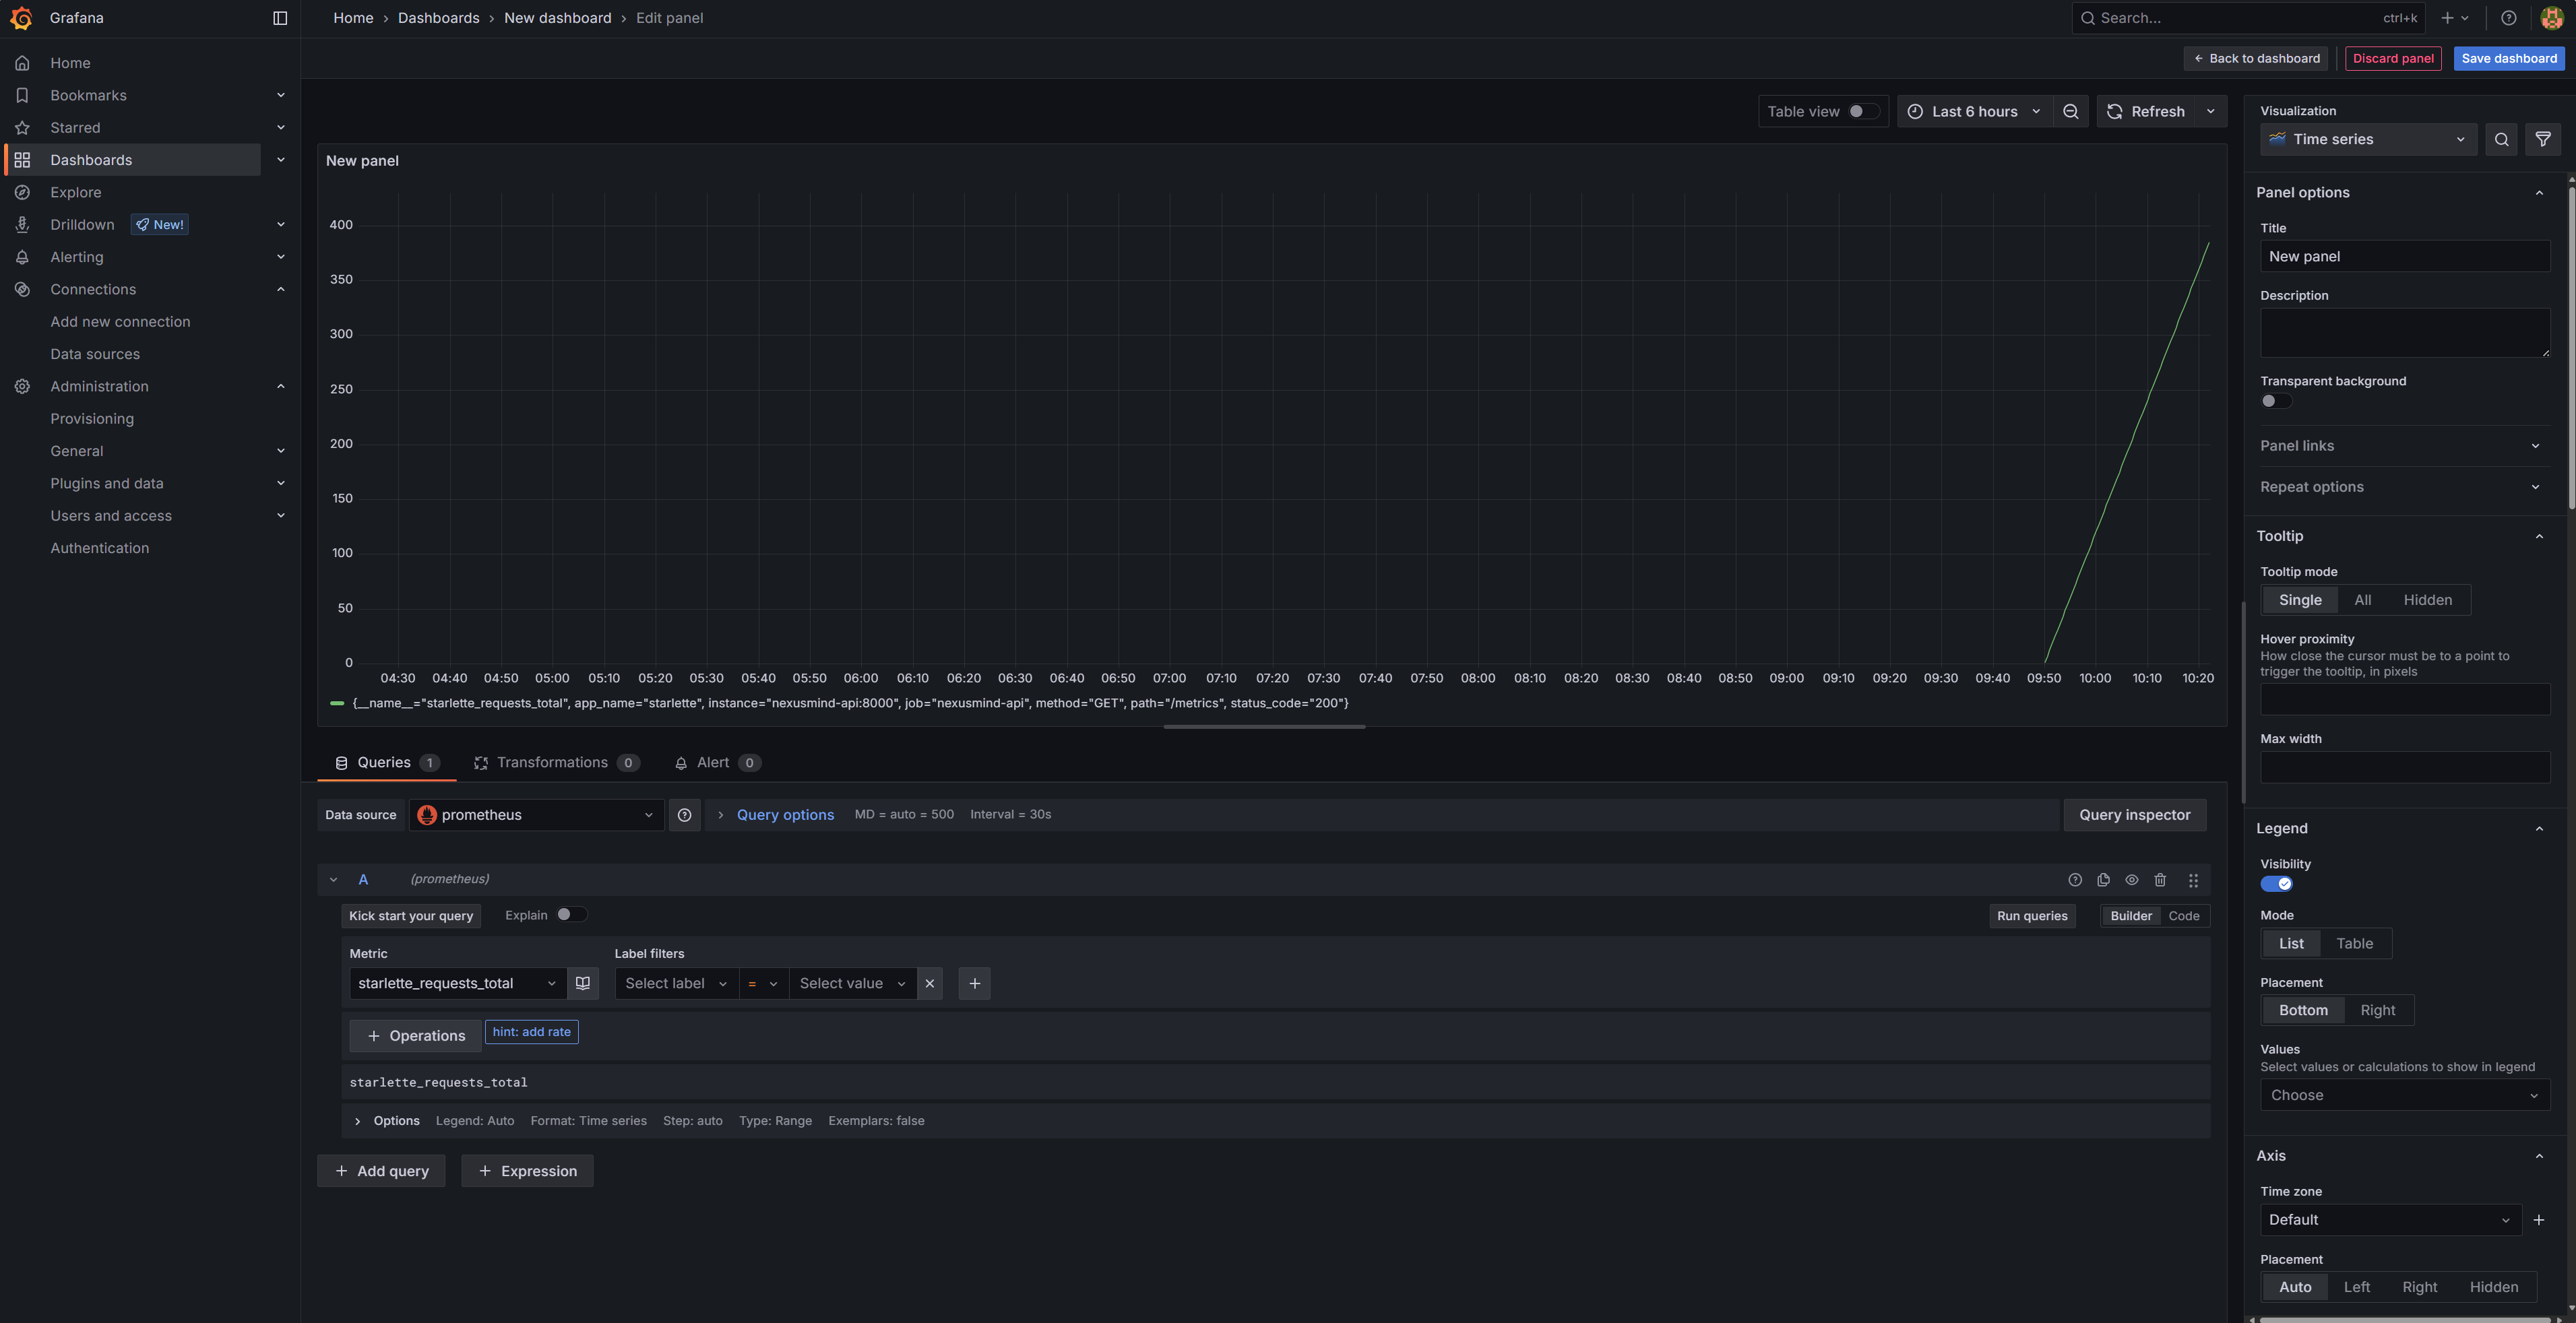 Grafana
Home › Dashboards › New dashboard › Edit panel
Search...
ctrl+k
Back to dashboard
Discard panel
Save dashboard
Home
Bookmarks
Starred
Dashboards
Explore
Drilldown New!
Alerting
Connections
Add new connection
Data sources
Administration
Provisioning
General
Plugins and data
Users and access
Authentication
Table view
Last 6 hours
Refresh
New panel
400
350
300
250
200
150
100
50
0
04:30 04:40 04:50 05:00 05:10 05:20 05:30 05:40 05:50 06:00 06:10 06:20 06:30 06:40 06:50 07:00 07:10 07:20 07:30 07:40 07:50 08:00 08:10 08:20 08:30 08:40 08:50 09:00 09:10 09:20 09:30 09:40 09:50 10:00 10:10 10:20
{__name__="starlette_requests_total", app_name="starlette", instance="nexusmind-api:8000", job="nexusmind-api", method="GET", path="/metrics", status_code="200"}
Queries 1
Transformations 0
Alert 0
Data source
prometheus
Query options
MD = auto = 500
Interval = 30s
Query inspector
A
(prometheus)
Kick start your query
Explain
Run queries
Builder
Code
Metric
Label filters
starlette_requests_total
Select label
=
Select value
+ Operations
hint: add rate
starlette_requests_total
Options
Legend: Auto
Format: Time series
Step: auto
Type: Range
Exemplars: false
+ Add query
+ Expression
Visualization
Time series
Panel options
Title
New panel
Description
Transparent background
Panel links
Repeat options
Tooltip
Tooltip mode
Single
All
Hidden
Hover proximity
How close the cursor must be to a point to
trigger the tooltip, in pixels
Max width
Legend
Visibility
Mode
List
Table
Placement
Bottom
Right
Values
Select values or calculations to show in legend
Choose
Axis
Time zone
Default
Placement
Auto
Left
Right
Hidden